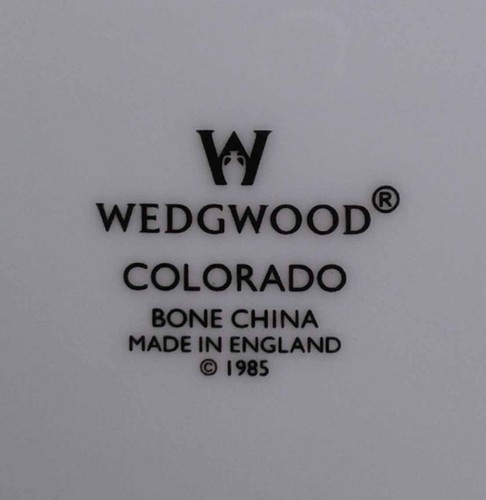 W
WEDGWOOD®
COLORADO
BONE CHINA
MADE IN ENGLAND
© 1985